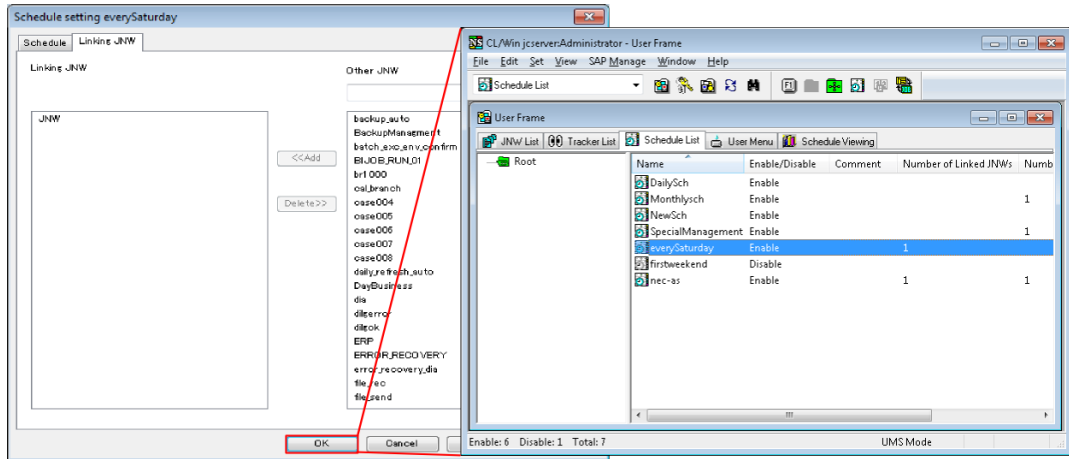 Schedule setting everySaturday
Schedule Linking JNW
Linking JNW
JNW
<<Add
Delete>>
Other JNW
backup_auto
BackupManagment
batch_exc_env_confirm
BIJOB_RUN_01
br1000
cal_branch
case004
case005
case006
case007
case008
daily_refresh_auto
DayBusiness
dia
dilgerror
dilgok
ERP
ERROR_RECOVERY
error_recovery_dia
file_rec
file_send
OK Cancel
CL/Win jcserver:Administrator - User Frame
File Edit Set View SAP Manage Window Help
Schedule List
User Frame
JNW List Tracker List Schedule List User Menu Schedule Viewing
Root
Name Enable/Disable Comment Number of Linked JNWs Numb
DailySch Enable
Monthlysch Enable 1
NewSch Enable
SpecialManagement Enable 1
everySaturday Enable 1
firstweekend Disable
nec-as Enable 1 1
Enable: 6 Disable: 1 Total: 7 UMS Mode